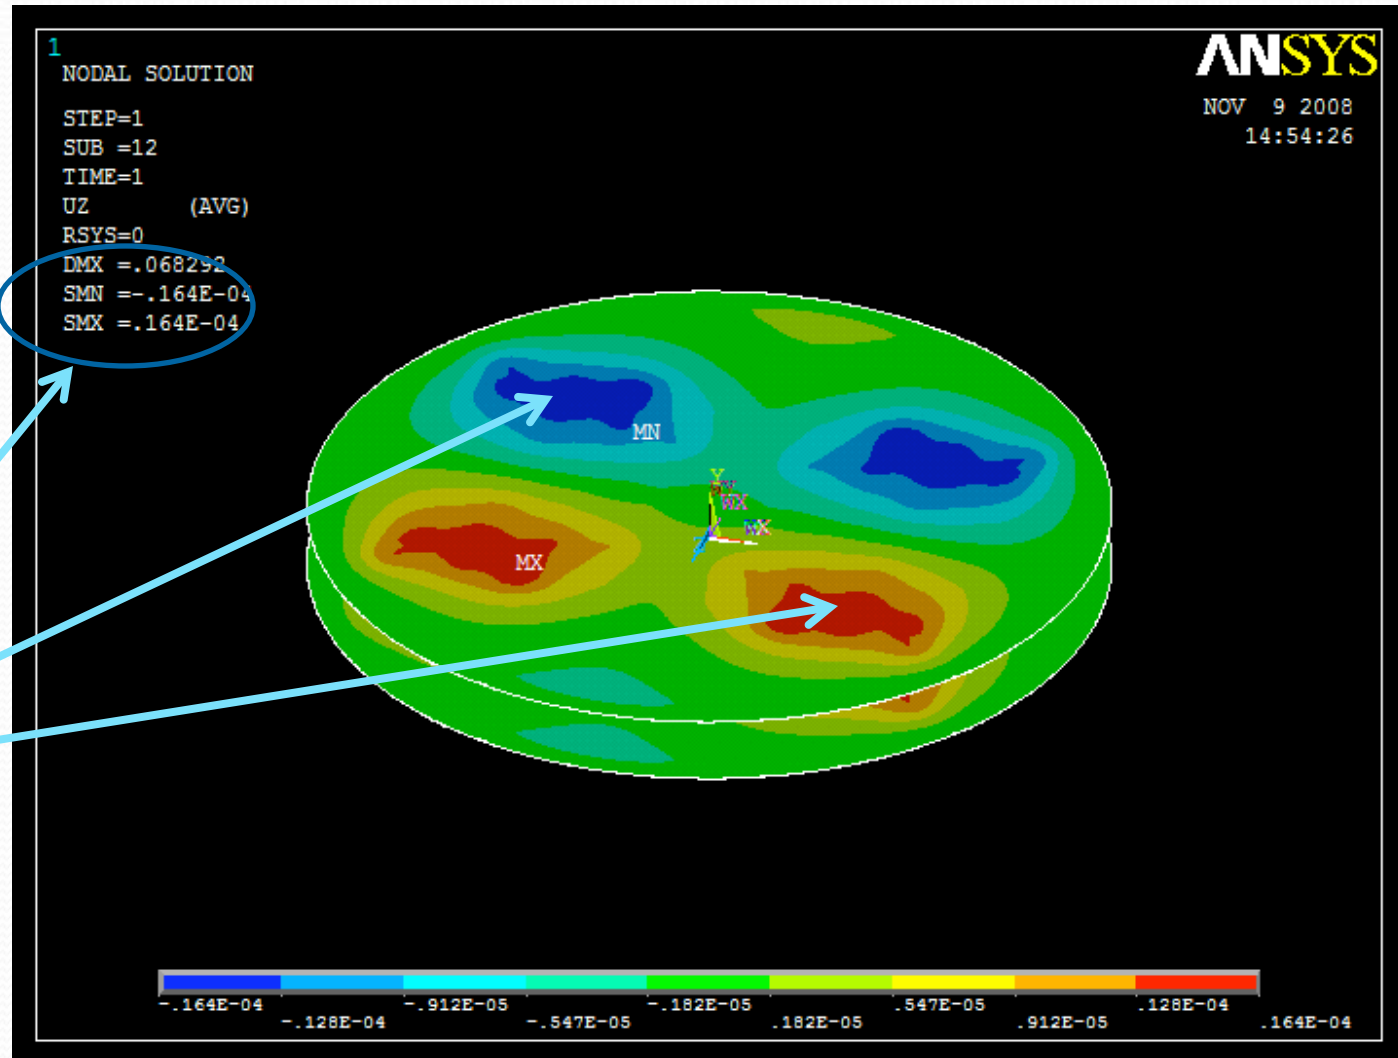 1
NODAL SOLUTION
STEP=1
SUB =12
TIME=1
UZ (AVG)
RSYS=0
DMX =.068292
SMN =-.164E-04
SMX =.164E-04
ANSYS
NOV 9 2008
14:54:26
MN
Y
WX
MX
-.164E-04 -.912E-05 -.182E-05 .547E-05 .128E-04
-.128E-04 -.547E-05 .182E-05 .912E-05 .164E-04